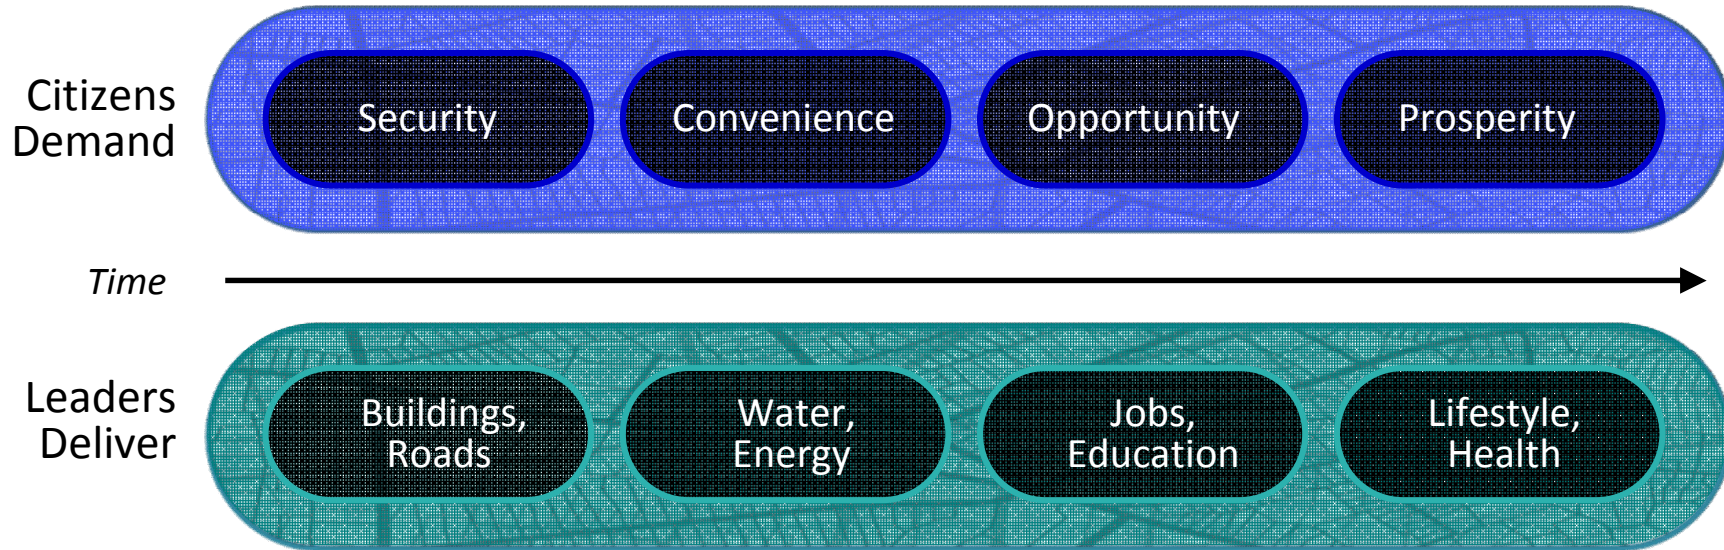 Citizens
Demand
Security
Convenience
Opportunity
Prosperity
Time
Leaders
Deliver
Buildings,
Roads
Water,
Energy
Jobs,
Education
Lifestyle,
Health